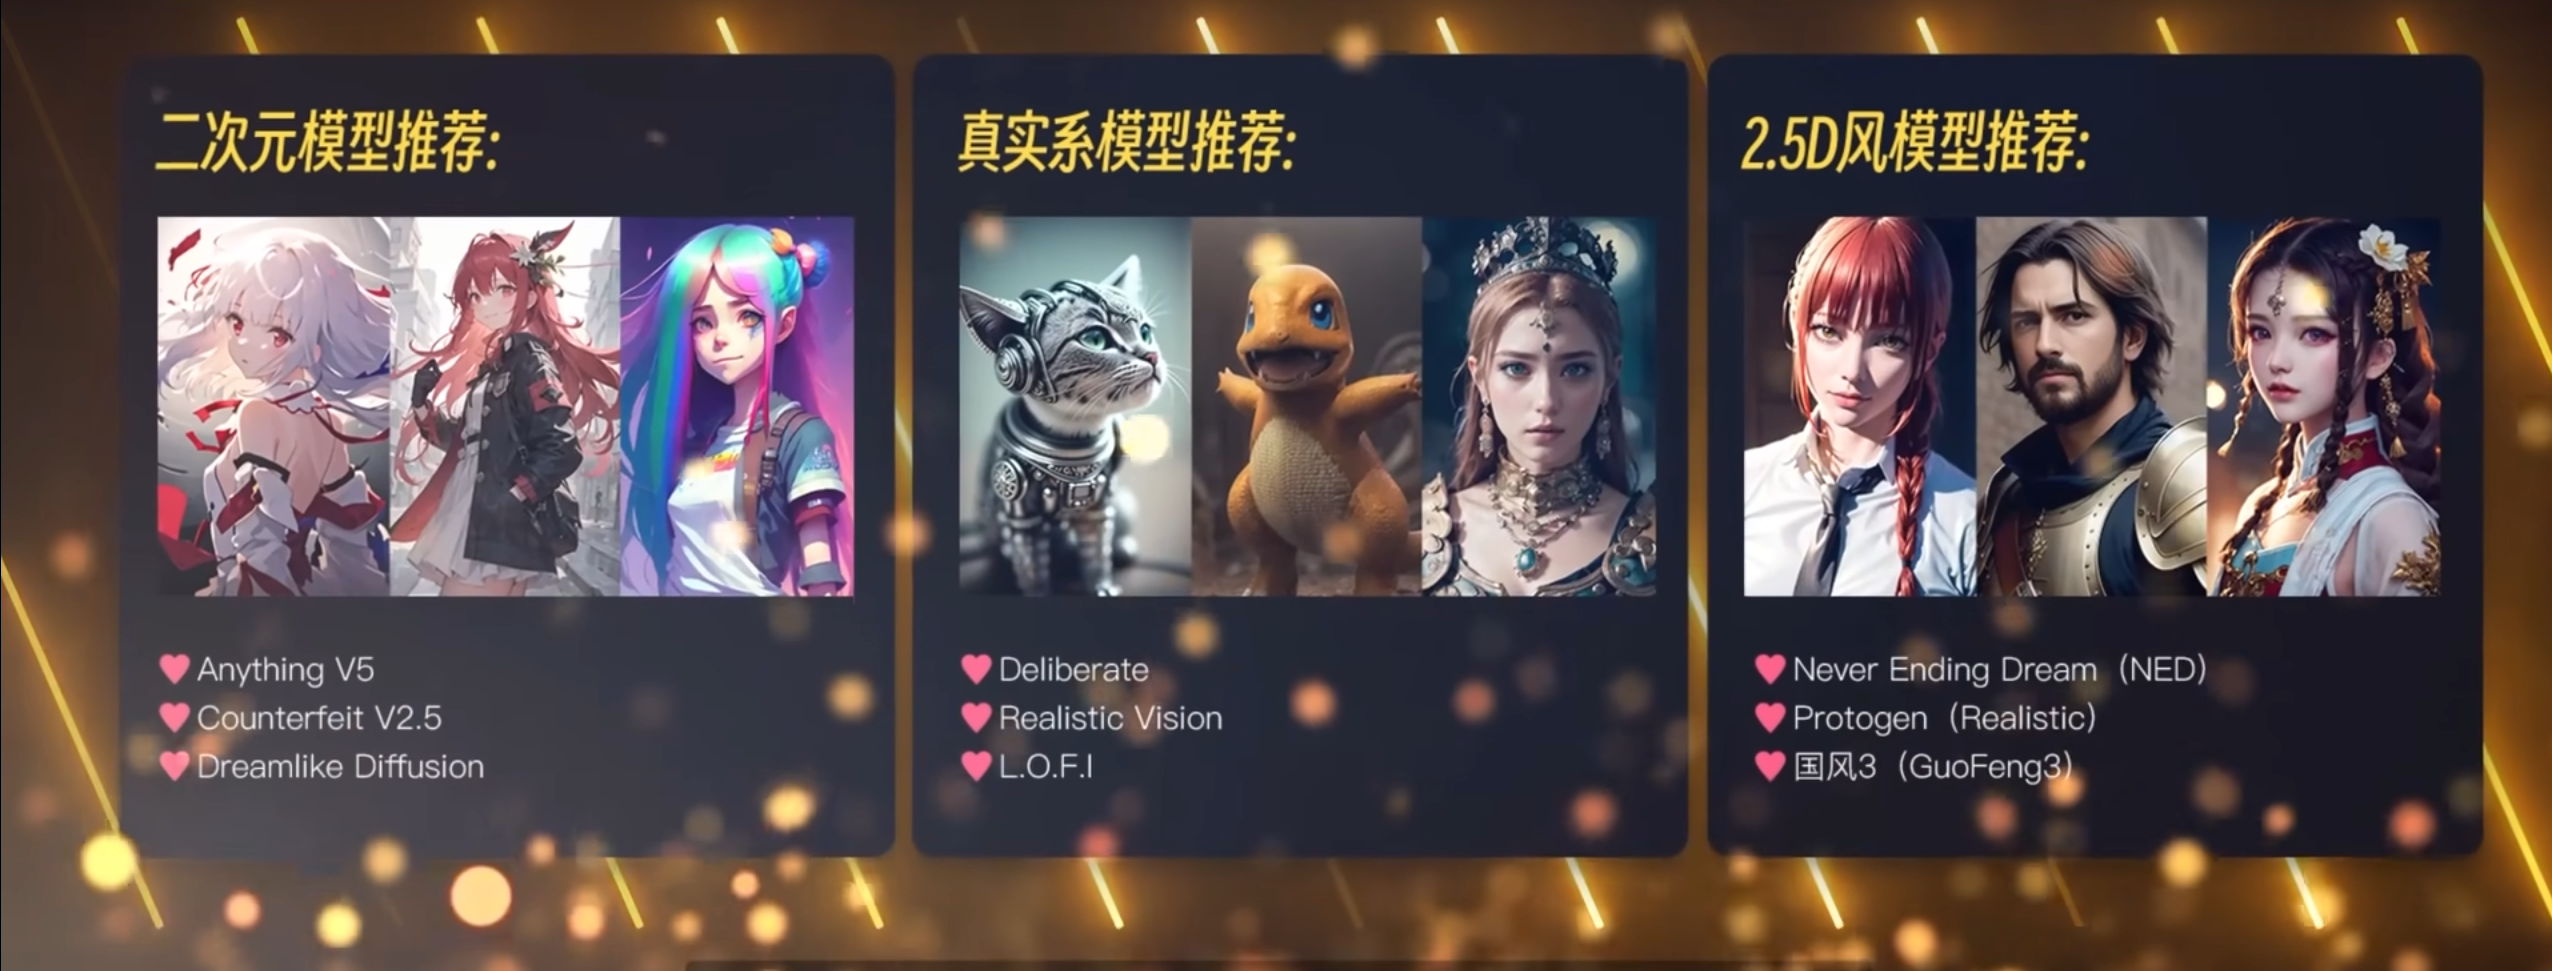 二次元模型推荐:
Anything V5
Counterfeit V2.5
Dreamlike Diffusion
真实系模型推荐:
Deliberate
Realistic Vision
L.O.F.I
2.5D风模型推荐:
Never Ending Dream（NED）
Protogen（Realistic）
国风3（GuoFeng3）